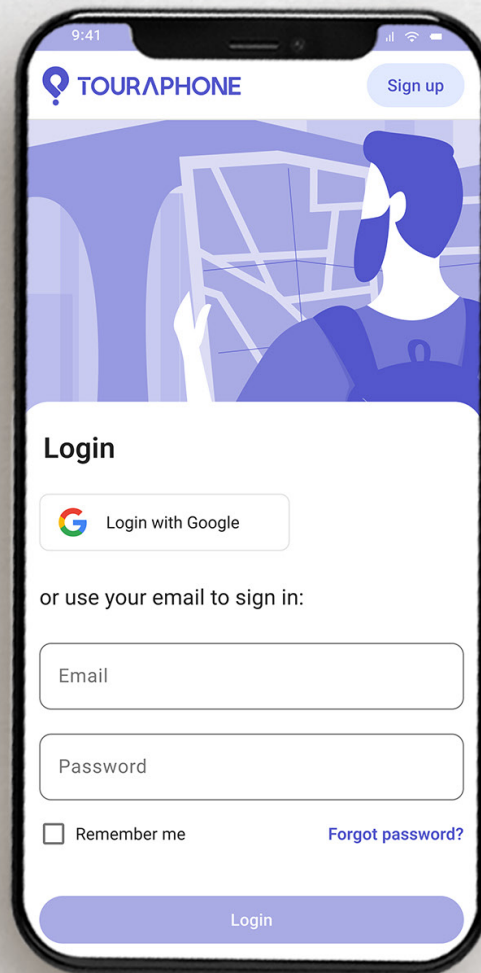 9:41
TOURAPHONE
Sign up
Login
Login with Google
or use your email to sign in:
Email
Password
Remember me
Forgot password?
Login